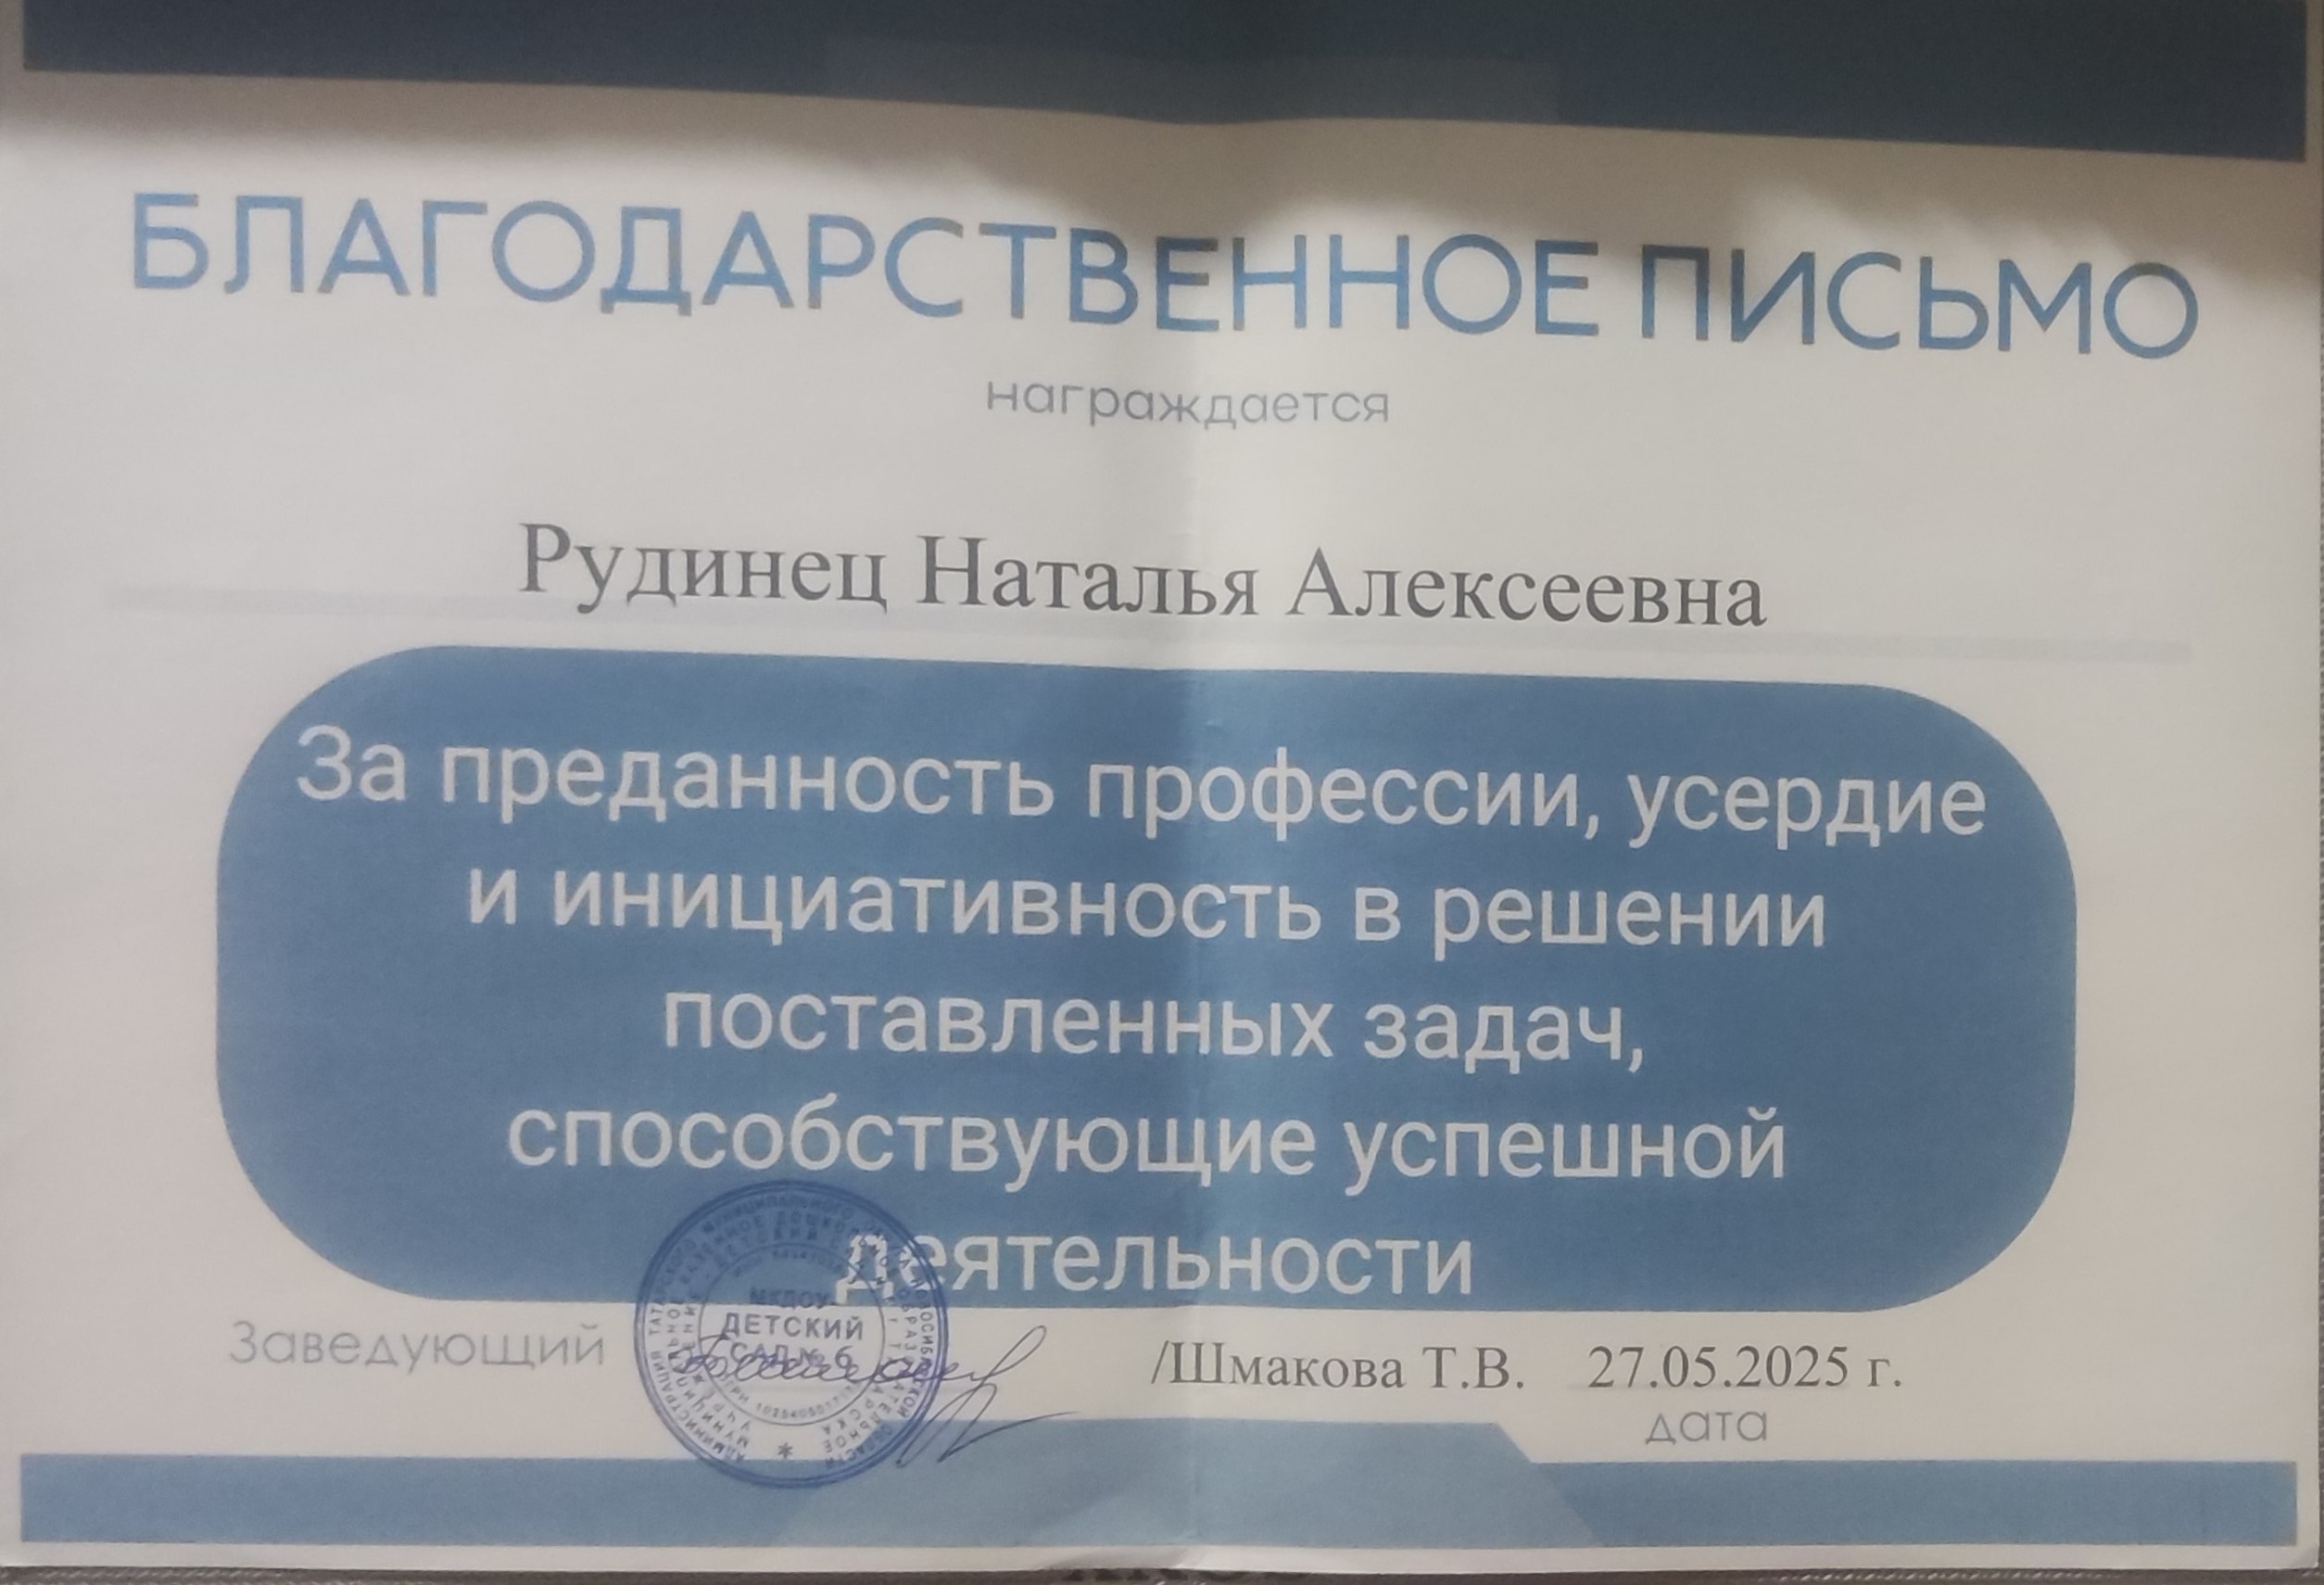 БЛАГОДАРСТВЕННОЕ ПИСЬМО
награждается
Рудинец Наталья Алексеевна
За преданность профессии, усердие
и инициативность в решении
поставленных задач,
способствующие успешной
деятельности
Заведующий
МКДОУ
ДЕТСКИЙ
САД № 6
/Шмакова Т.В. 27.05.2025 г.
дата